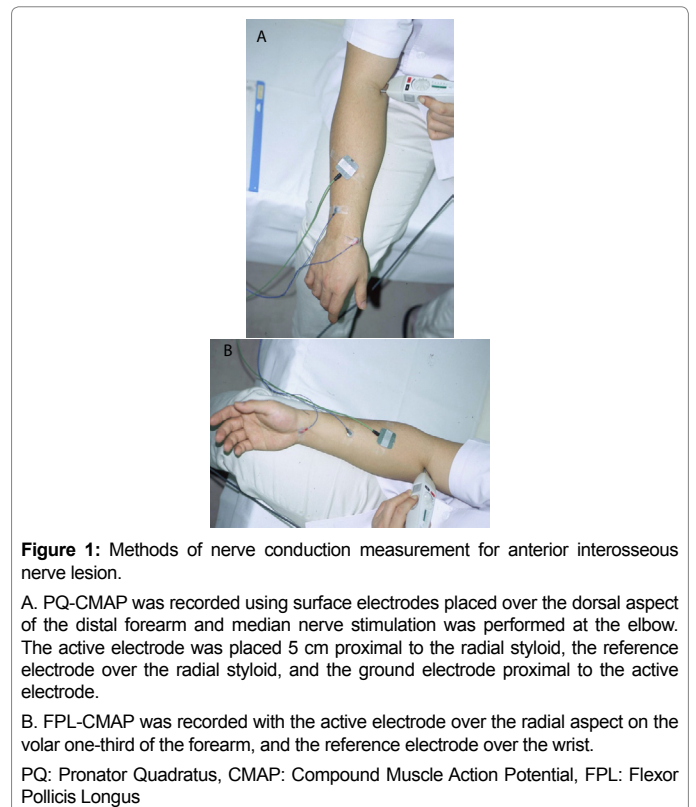 A
B
Figure 1: Methods of nerve conduction measurement for anterior interosseous
nerve lesion.
A. PQ-CMAP was recorded using surface electrodes placed over the dorsal aspect
of the distal forearm and median nerve stimulation was performed at the elbow.
The active electrode was placed 5 cm proximal to the radial styloid, the reference
electrode over the radial styloid, and the ground electrode proximal to the active
electrode.
B. FPL-CMAP was recorded with the active electrode over the radial aspect on the
volar one-third of the forearm, and the reference electrode over the wrist.
PQ: Pronator Quadratus, CMAP: Compound Muscle Action Potential, FPL: Flexor
Pollicis Longus